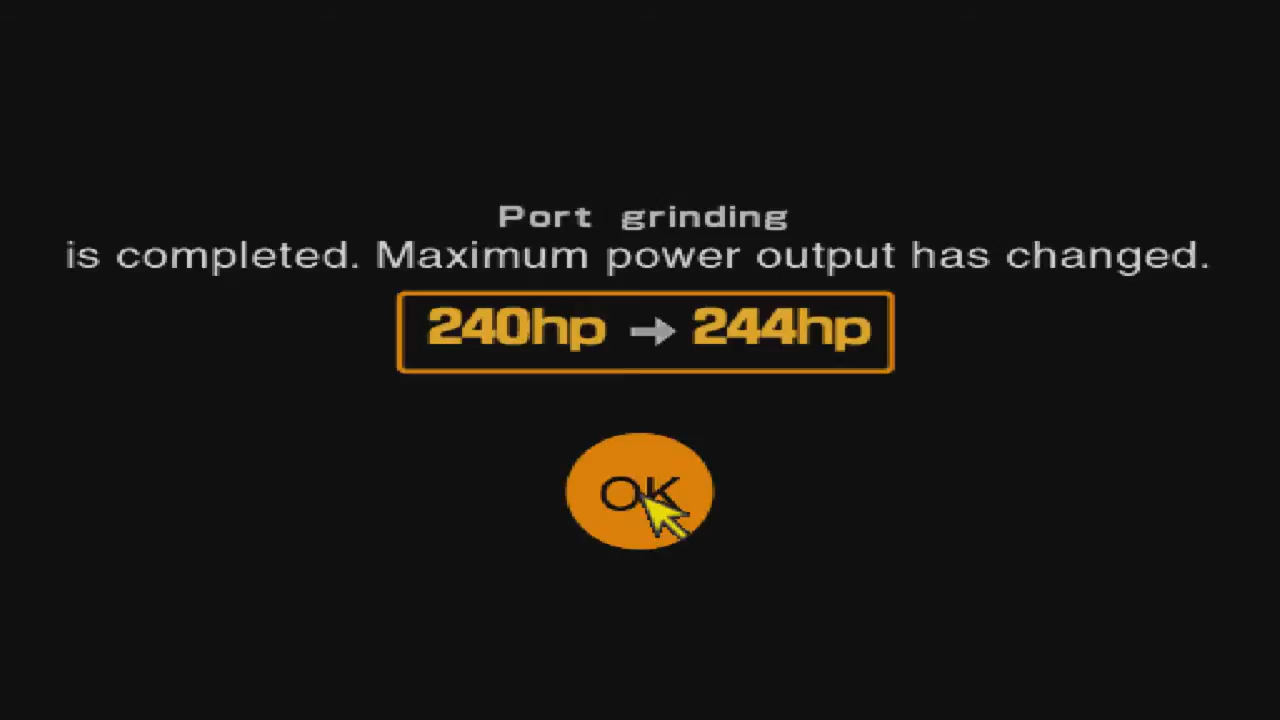 Port grinding
is completed. Maximum power output has changed.
240hp → 244hp
OK